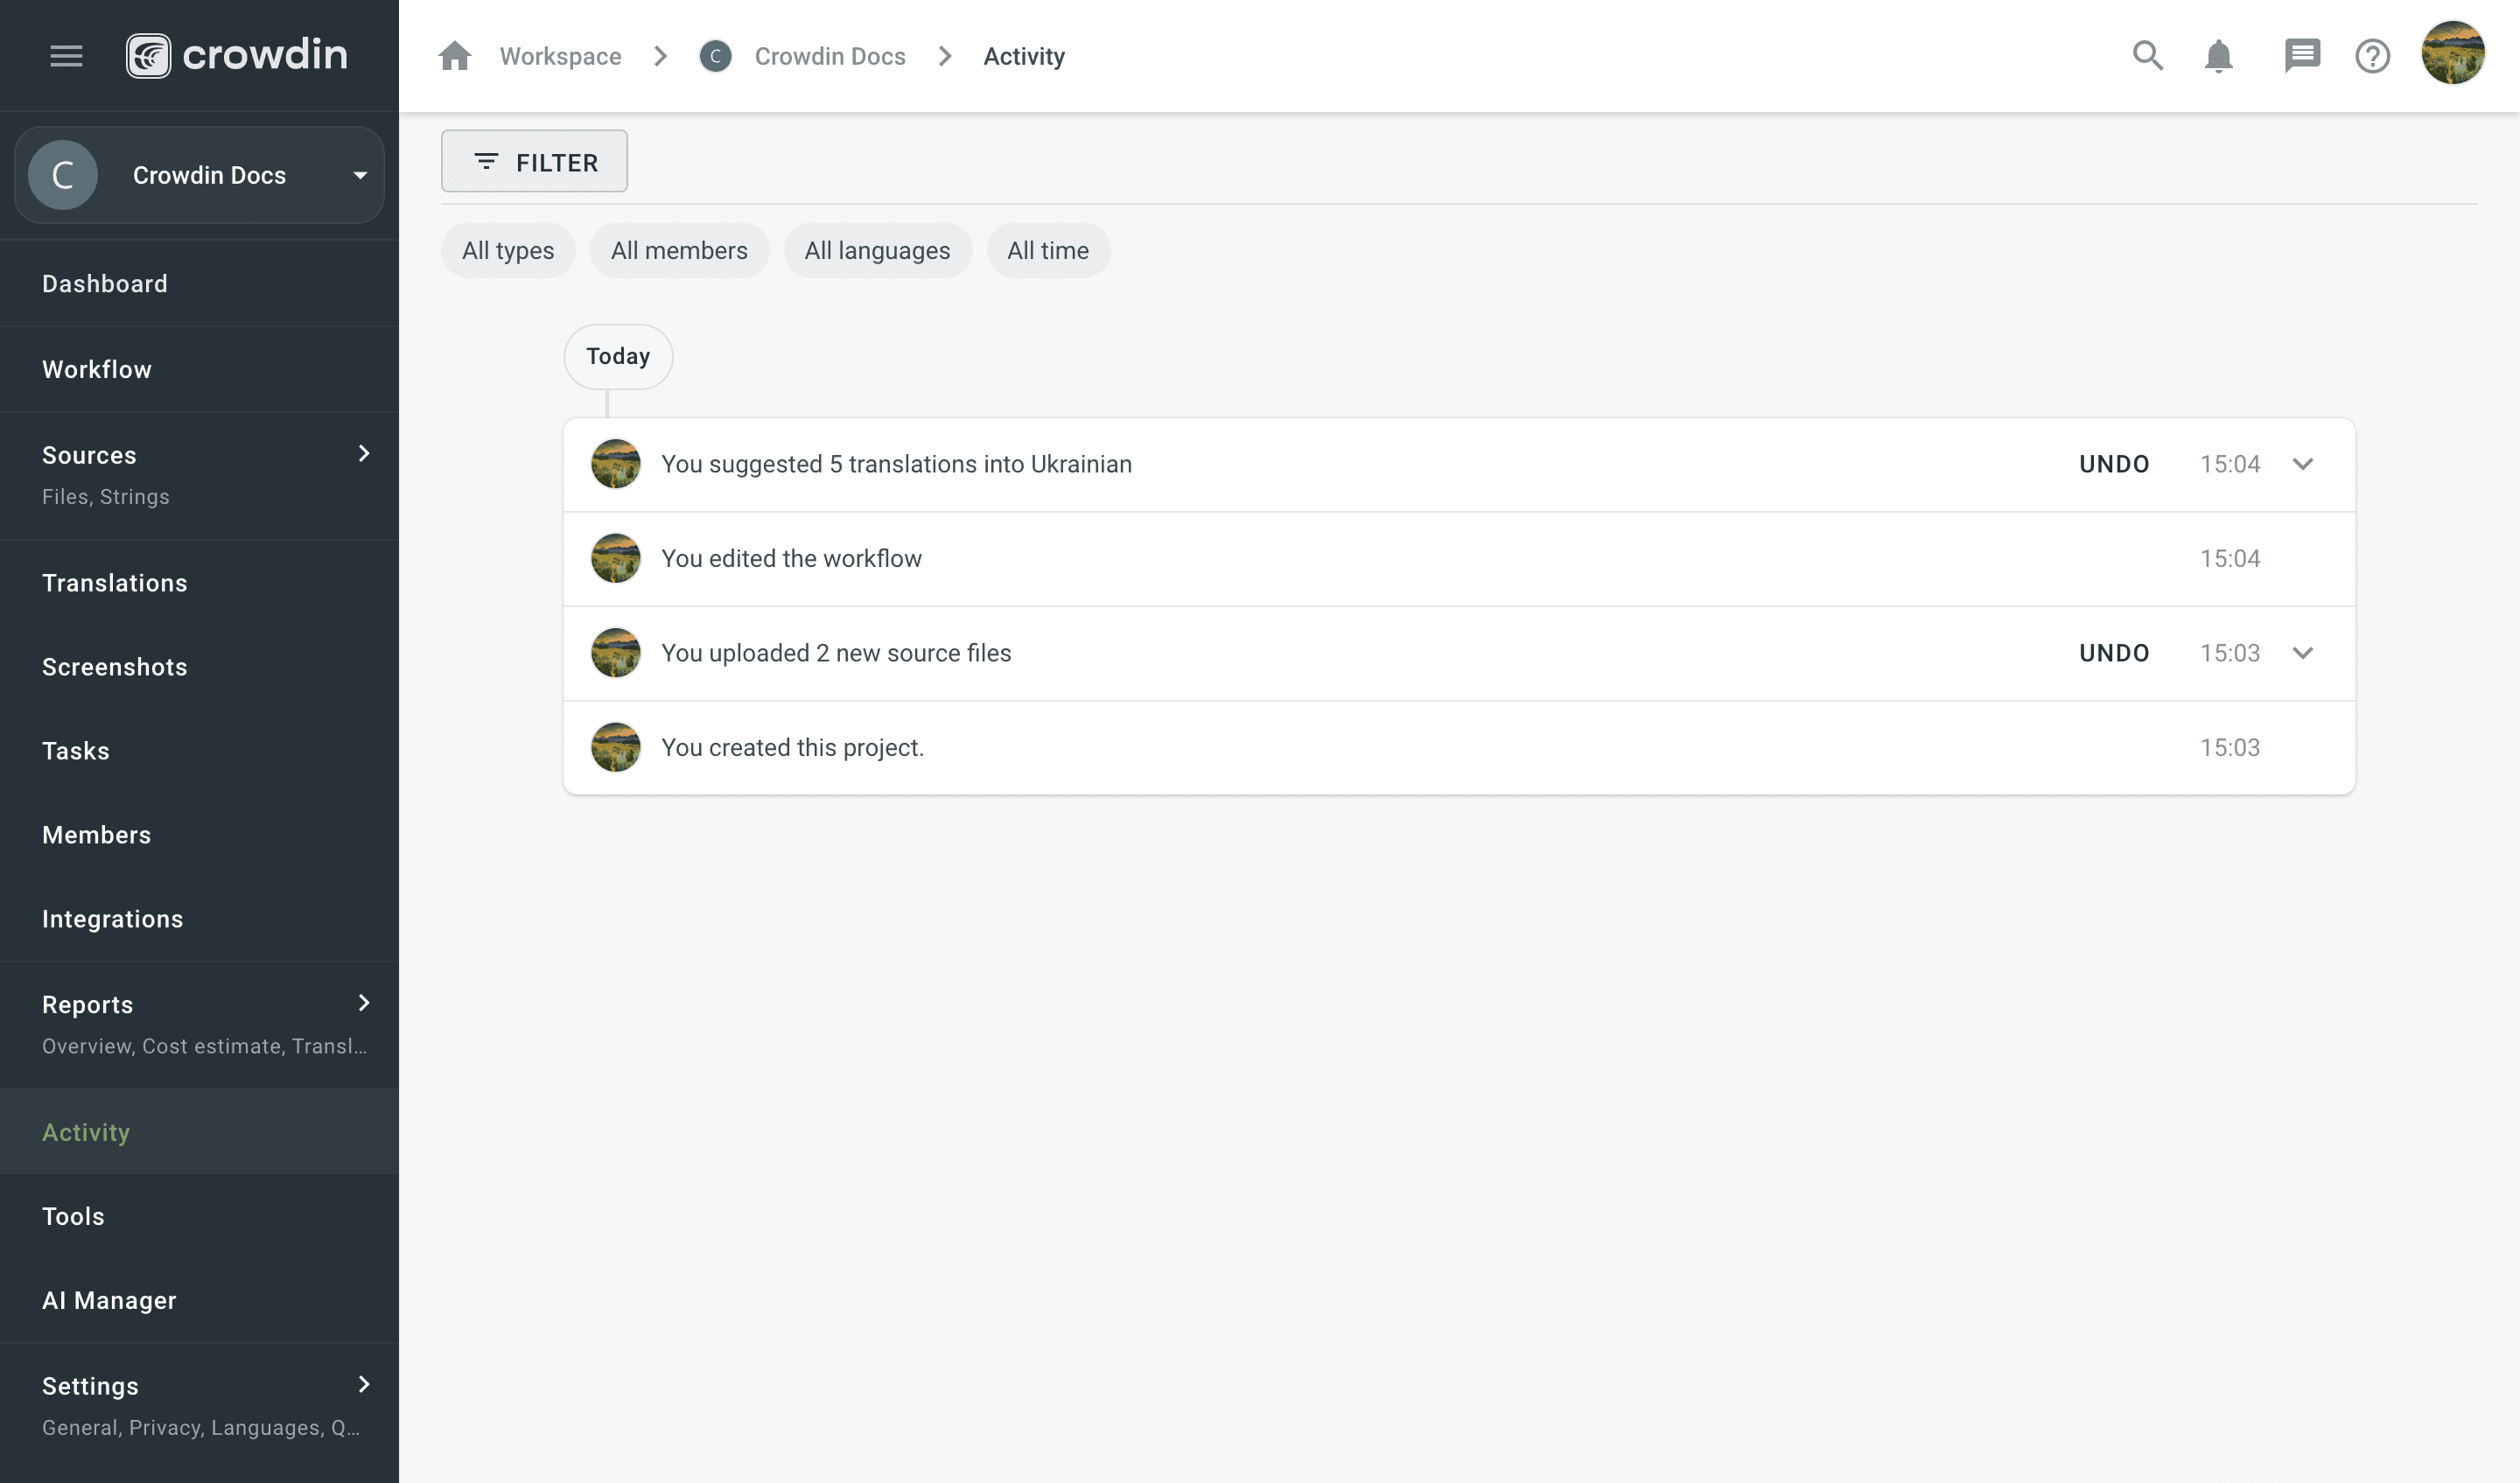 crowdin
Workspace
C
Crowdin Docs
Activity
C
Crowdin Docs
Dashboard
Workflow
Sources
Files, Strings
Translations
Screenshots
Tasks
Members
Integrations
Reports
Overview, Cost estimate, Transl...
Activity
Tools
AI Manager
Settings
General, Privacy, Languages, Q...
FILTER
All types
All members
All languages
All time
Today
You suggested 5 translations into Ukrainian UNDO 15:04
You edited the workflow 15:04
You uploaded 2 new source files UNDO 15:03
You created this project. 15:03